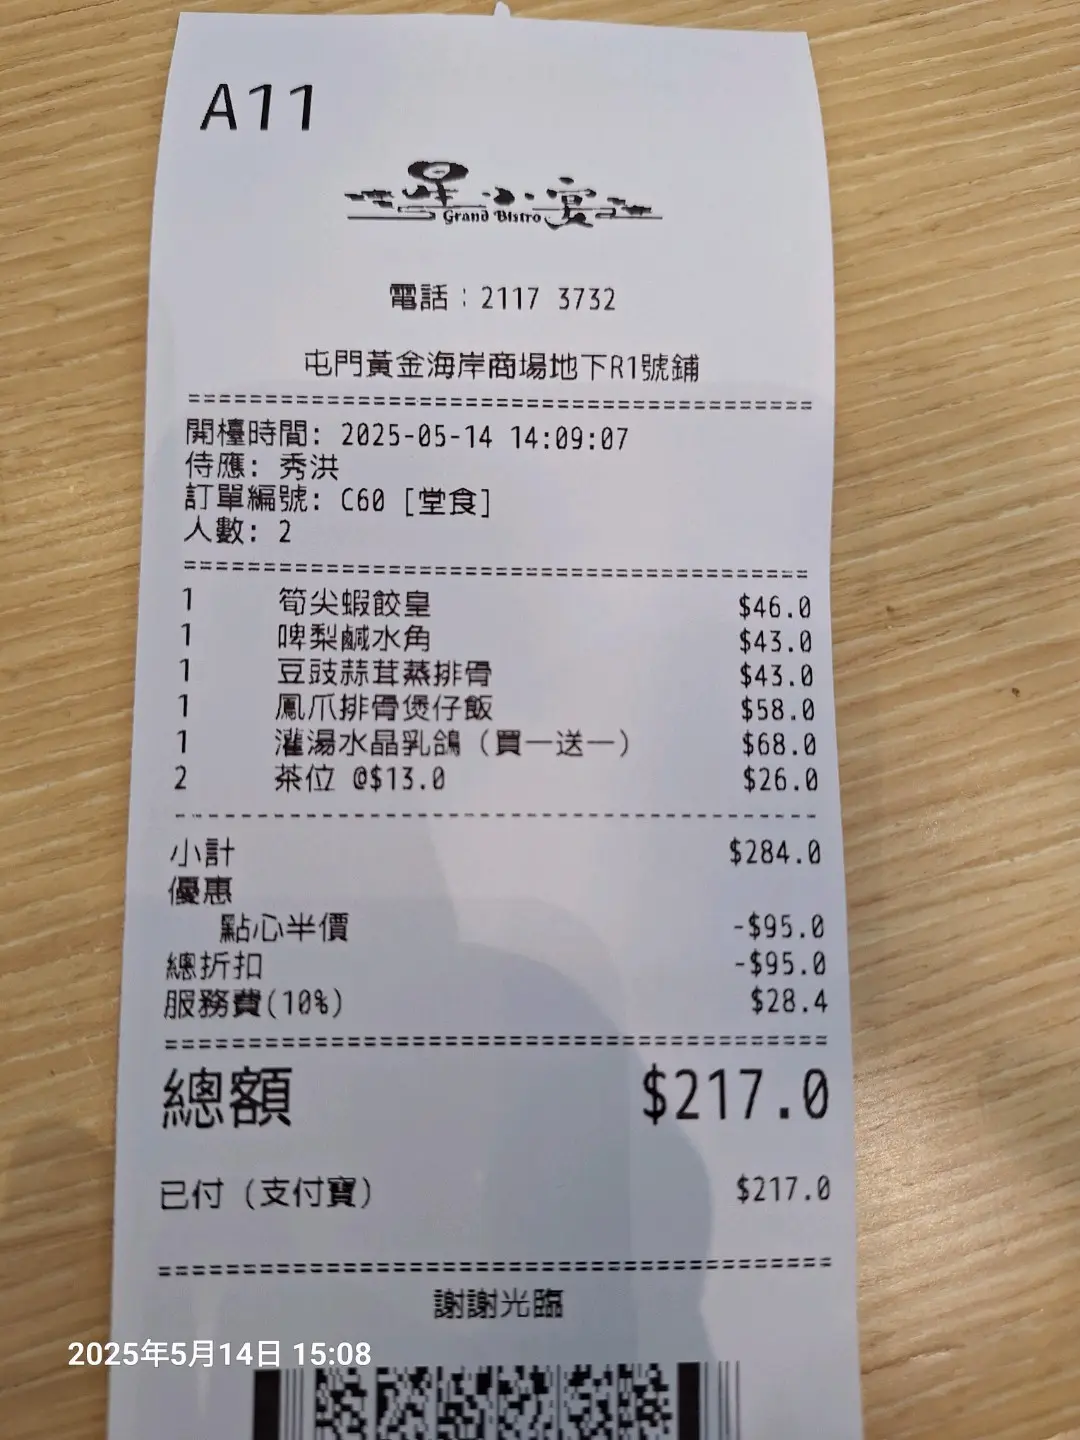 A11
星小宴
Grand Bistro
電話：2117 3732
屯門黃金海岸商場地下R1號鋪
開檯時間: 2025-05-14 14:09:07
侍應: 秀洪
訂單編號: C60 [堂食]
人數: 2
1 筍尖蝦餃皇 $46.0
1 啤梨鹹水角 $43.0
1 豆豉蒜茸蒸排骨 $43.0
1 鳳爪排骨煲仔飯 $58.0
1 灌湯水晶乳鴿（買一送一） $68.0
2 茶位 @$13.0 $26.0
小計 $284.0
優惠
點心半價 -$95.0
總折扣 -$95.0
服務費(10%) $28.4
總額 $217.0
已付 (支付寶) $217.0
謝謝光臨
2025年5月14日 15:08